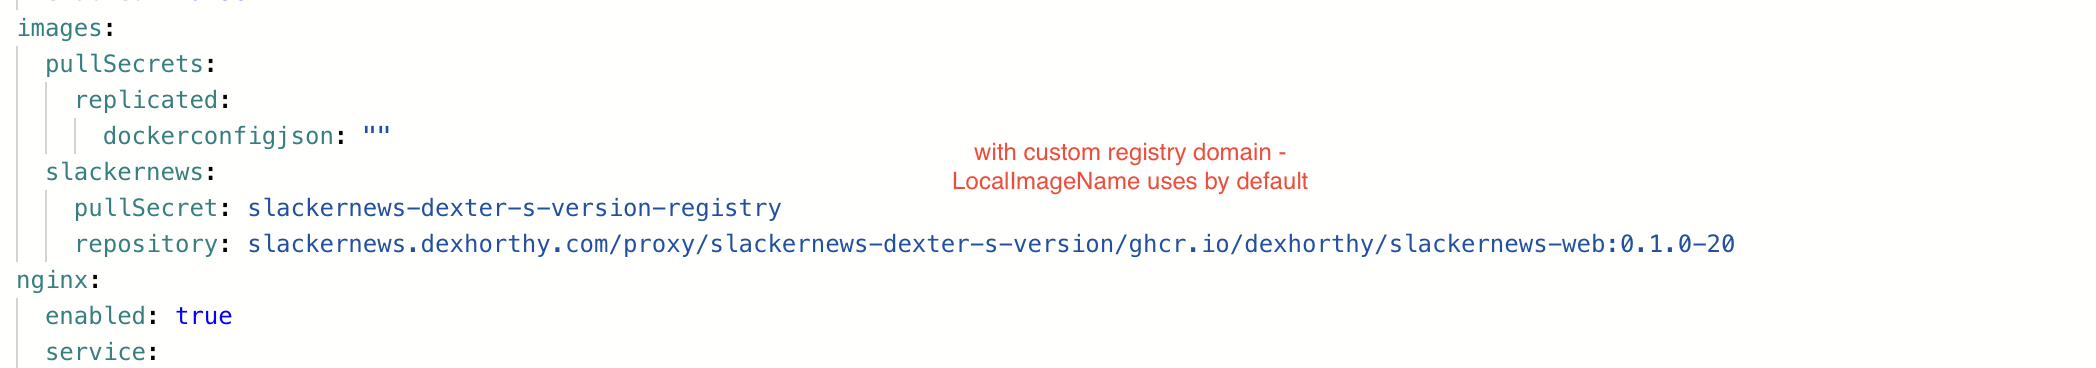 images:
pullSecrets:
replicated:
dockerconfigjson: ""
with custom registry domain -
LocalImageName uses by default
slackernews:
pullSecret: slackernews-dexter-s-version-registry
repository: slackernews.dexhorthy.com/proxy/slackernews-dexter-s-version/ghcr.io/dexhorthy/slackernews-web:0.1.0-20
nginx:
enabled: true
service: